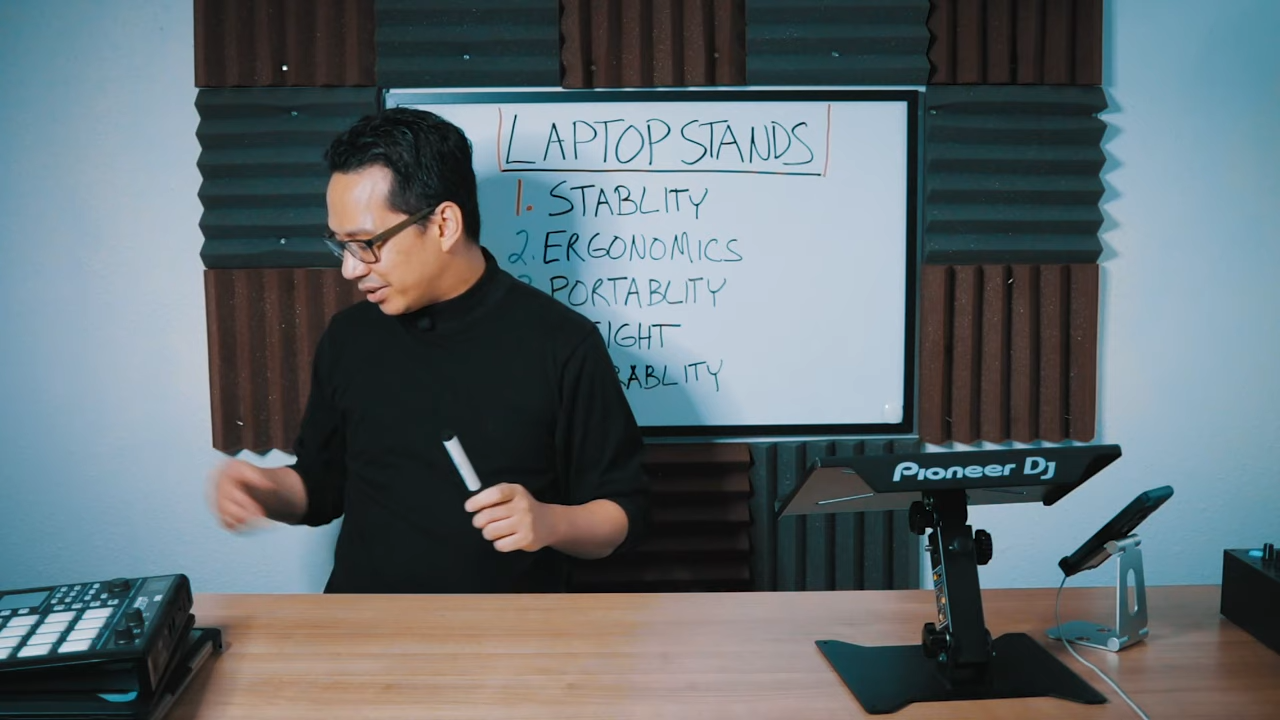 LAPTOP STANDS
1. STABLITY
2. ERGONOMICS
PORTABLITY
Pioneer Dj